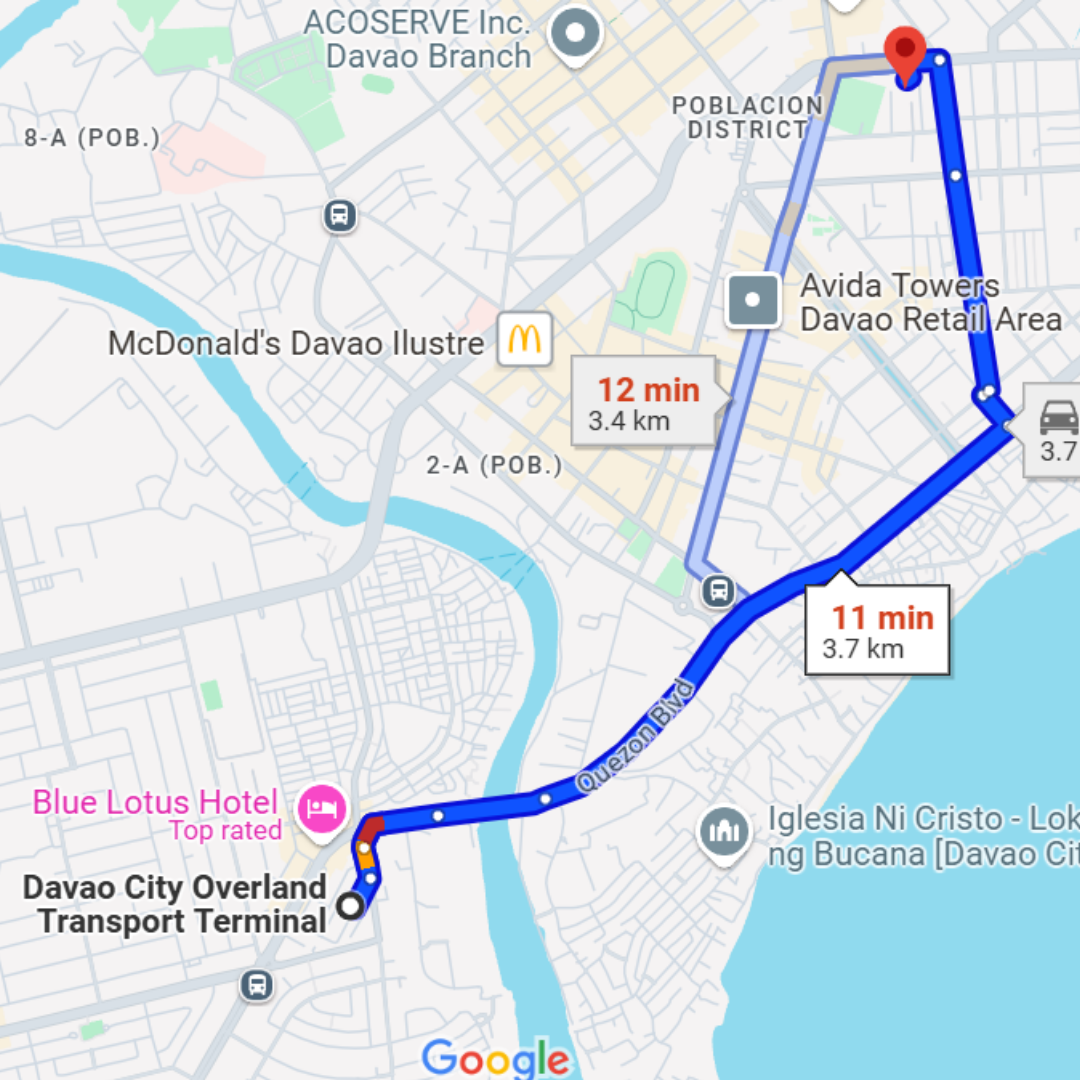 ACOSERVE Inc.
Davao Branch
POBLACION
DISTRICT
8-A (POB.)
Avida Towers
Davao Retail Area
McDonald's Davao Ilustre
12 min
3.4 km
3.7
2-A (POB.)
11 min
3.7 km
Quezon Blvd
Blue Lotus Hotel
Top rated
Iglesia Ni Cristo - Lok
ng Bucana [Davao Cit
Davao City Overland
Transport Terminal
Google